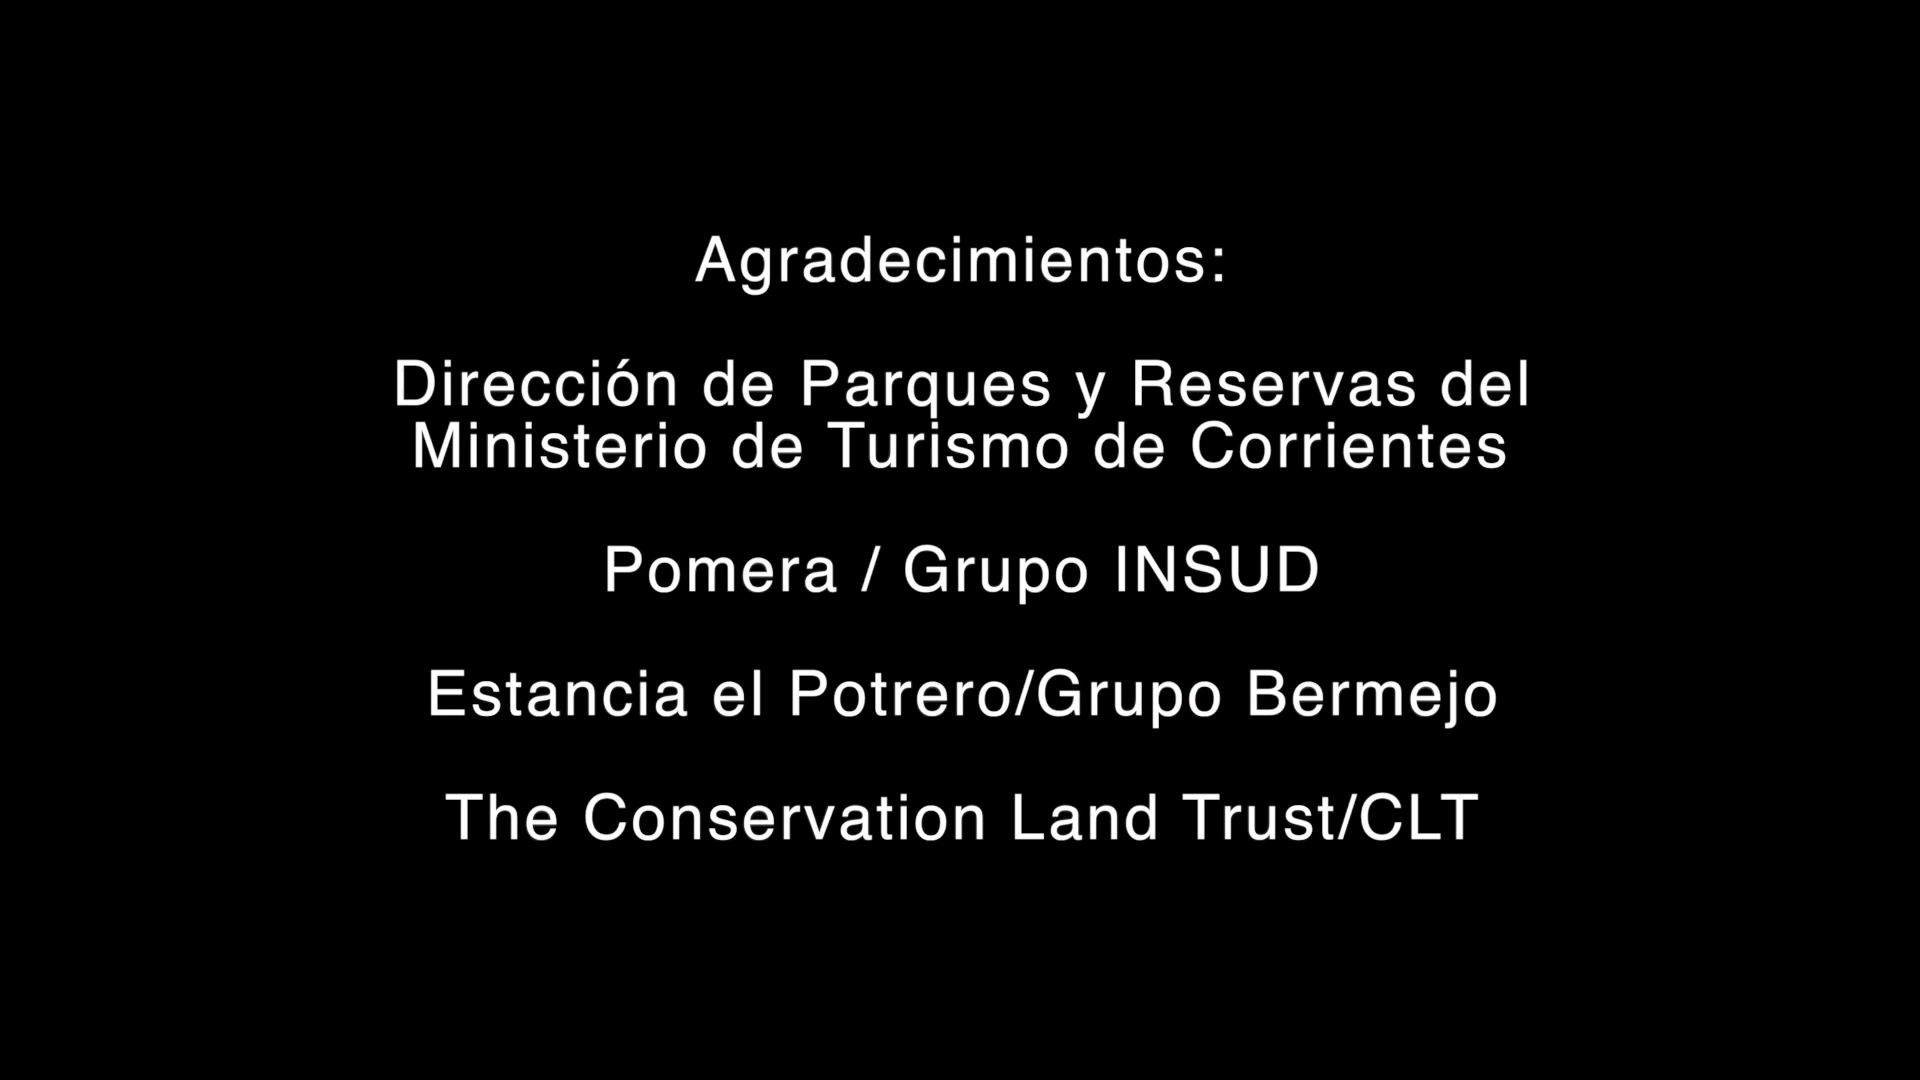 Agradecimientos:
Dirección de Parques y Reservas del
Ministerio de Turismo de Corrientes
Pomera / Grupo INSUD
Estancia el Potrero/Grupo Bermejo
The Conservation Land Trust/CLT